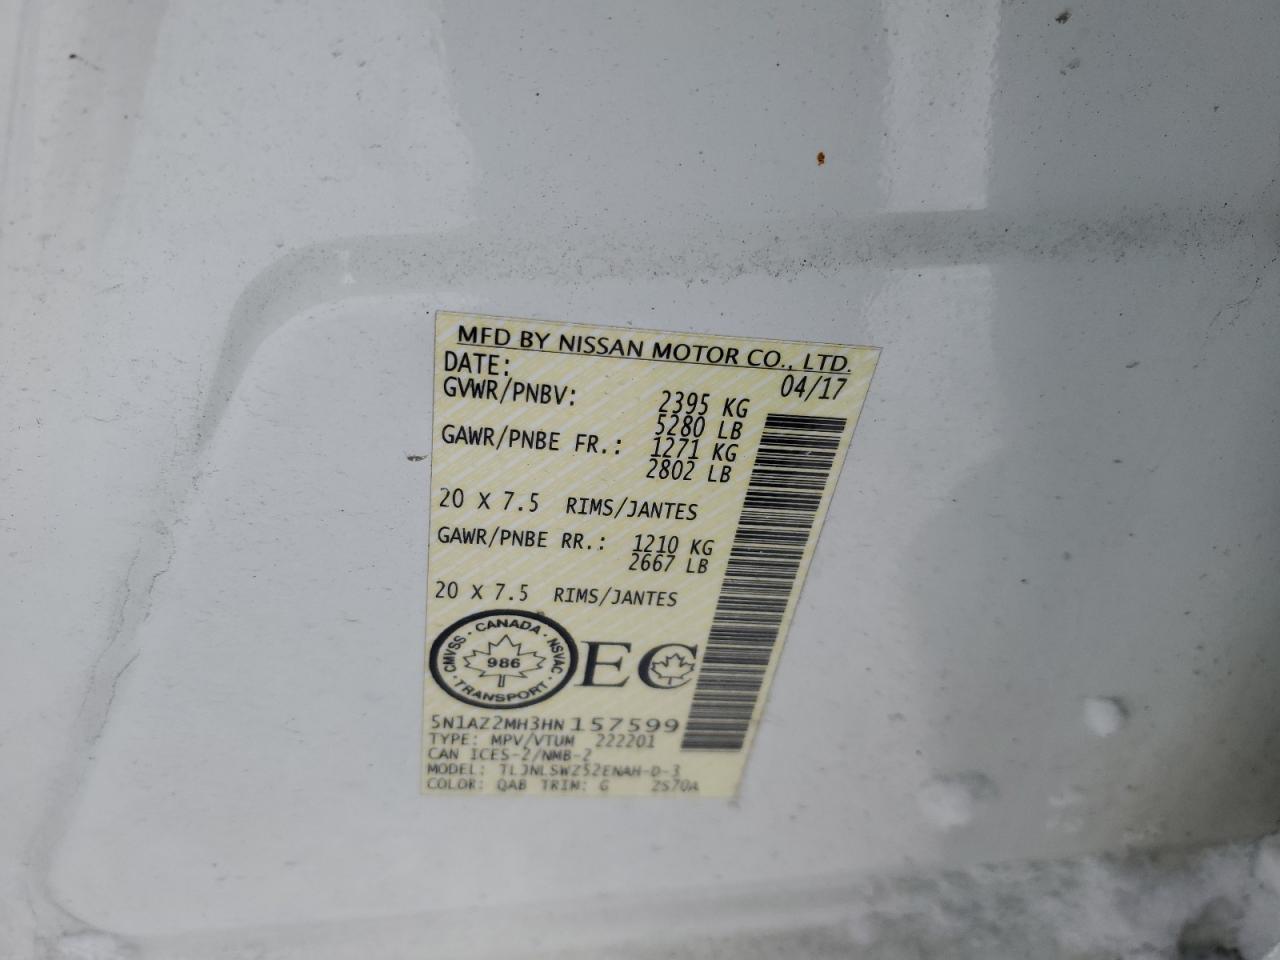 MFD BY NISSAN MOTOR CO., LTD.
DATE: 04/17
GVWR/PNBV: 2395 KG
5280 LB
GAWR/PNBE FR.: 1271 KG
2802 LB
20 X 7.5 RIMS/JANTES
GAWR/PNBE RR.: 1210 KG
2667 LB
20 X 7.5 RIMS/JANTES
CMVSS · CANADA · NSVAC · TRANSPORT ·
986
EC
5N1AZ2MH3HN157599
TYPE: MPV/VTUM 222201
CAN ICES-2/NMB-2
MODEL: TLJNLSWZ52ENAH-D-3
COLOR: QAB TRIM: G 2S70A